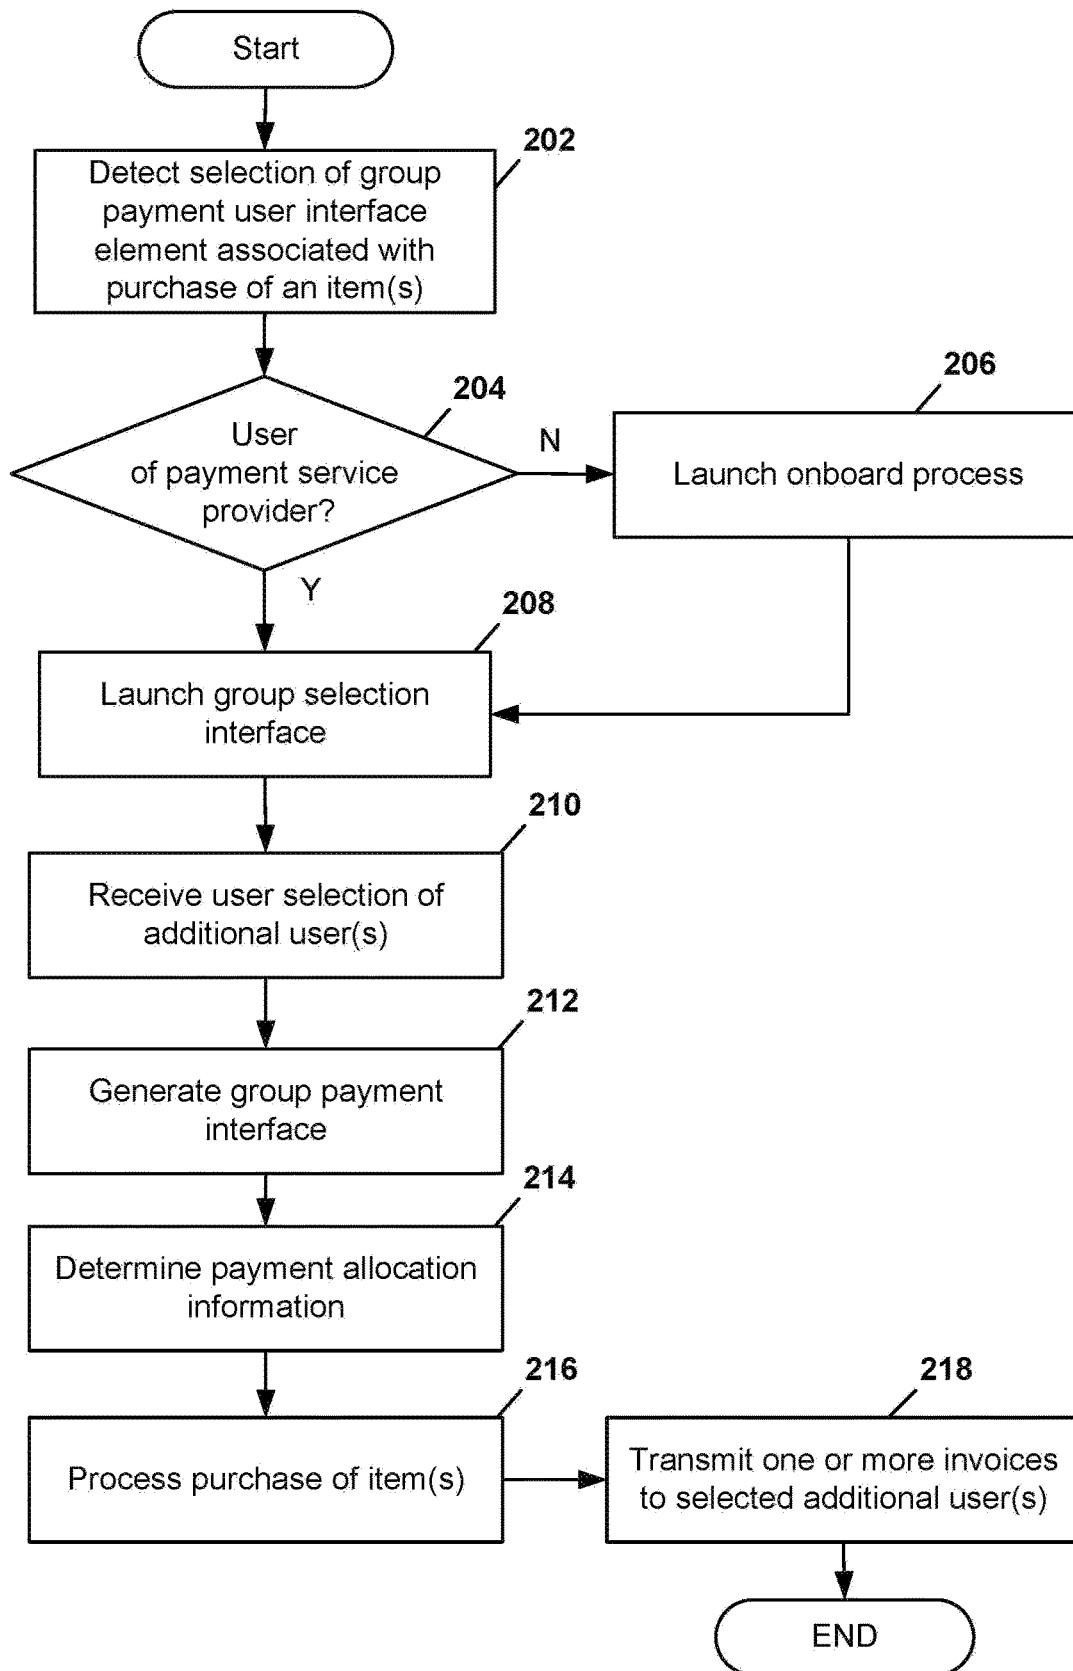 Start
202
Detect selection of group
payment user interface
element associated with
purchase of an item(s)
204
User
of payment service
provider?
N
206
Launch onboard process
Y
208
Launch group selection
interface
210
Receive user selection of
additional user(s)
212
Generate group payment
interface
214
Determine payment allocation
information
216
Process purchase of item(s)
218
Transmit one or more invoices
to selected additional user(s)
END